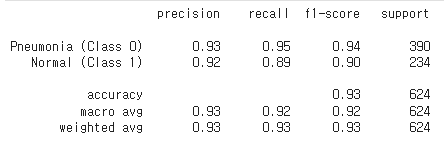 precision recall f1-score support
Pneumonia (Class 0) 0.93 0.95 0.94 390
Normal (Class 1) 0.92 0.89 0.90 234
accuracy 0.93 624
macro avg 0.93 0.92 0.92 624
weighted avg 0.93 0.93 0.93 624